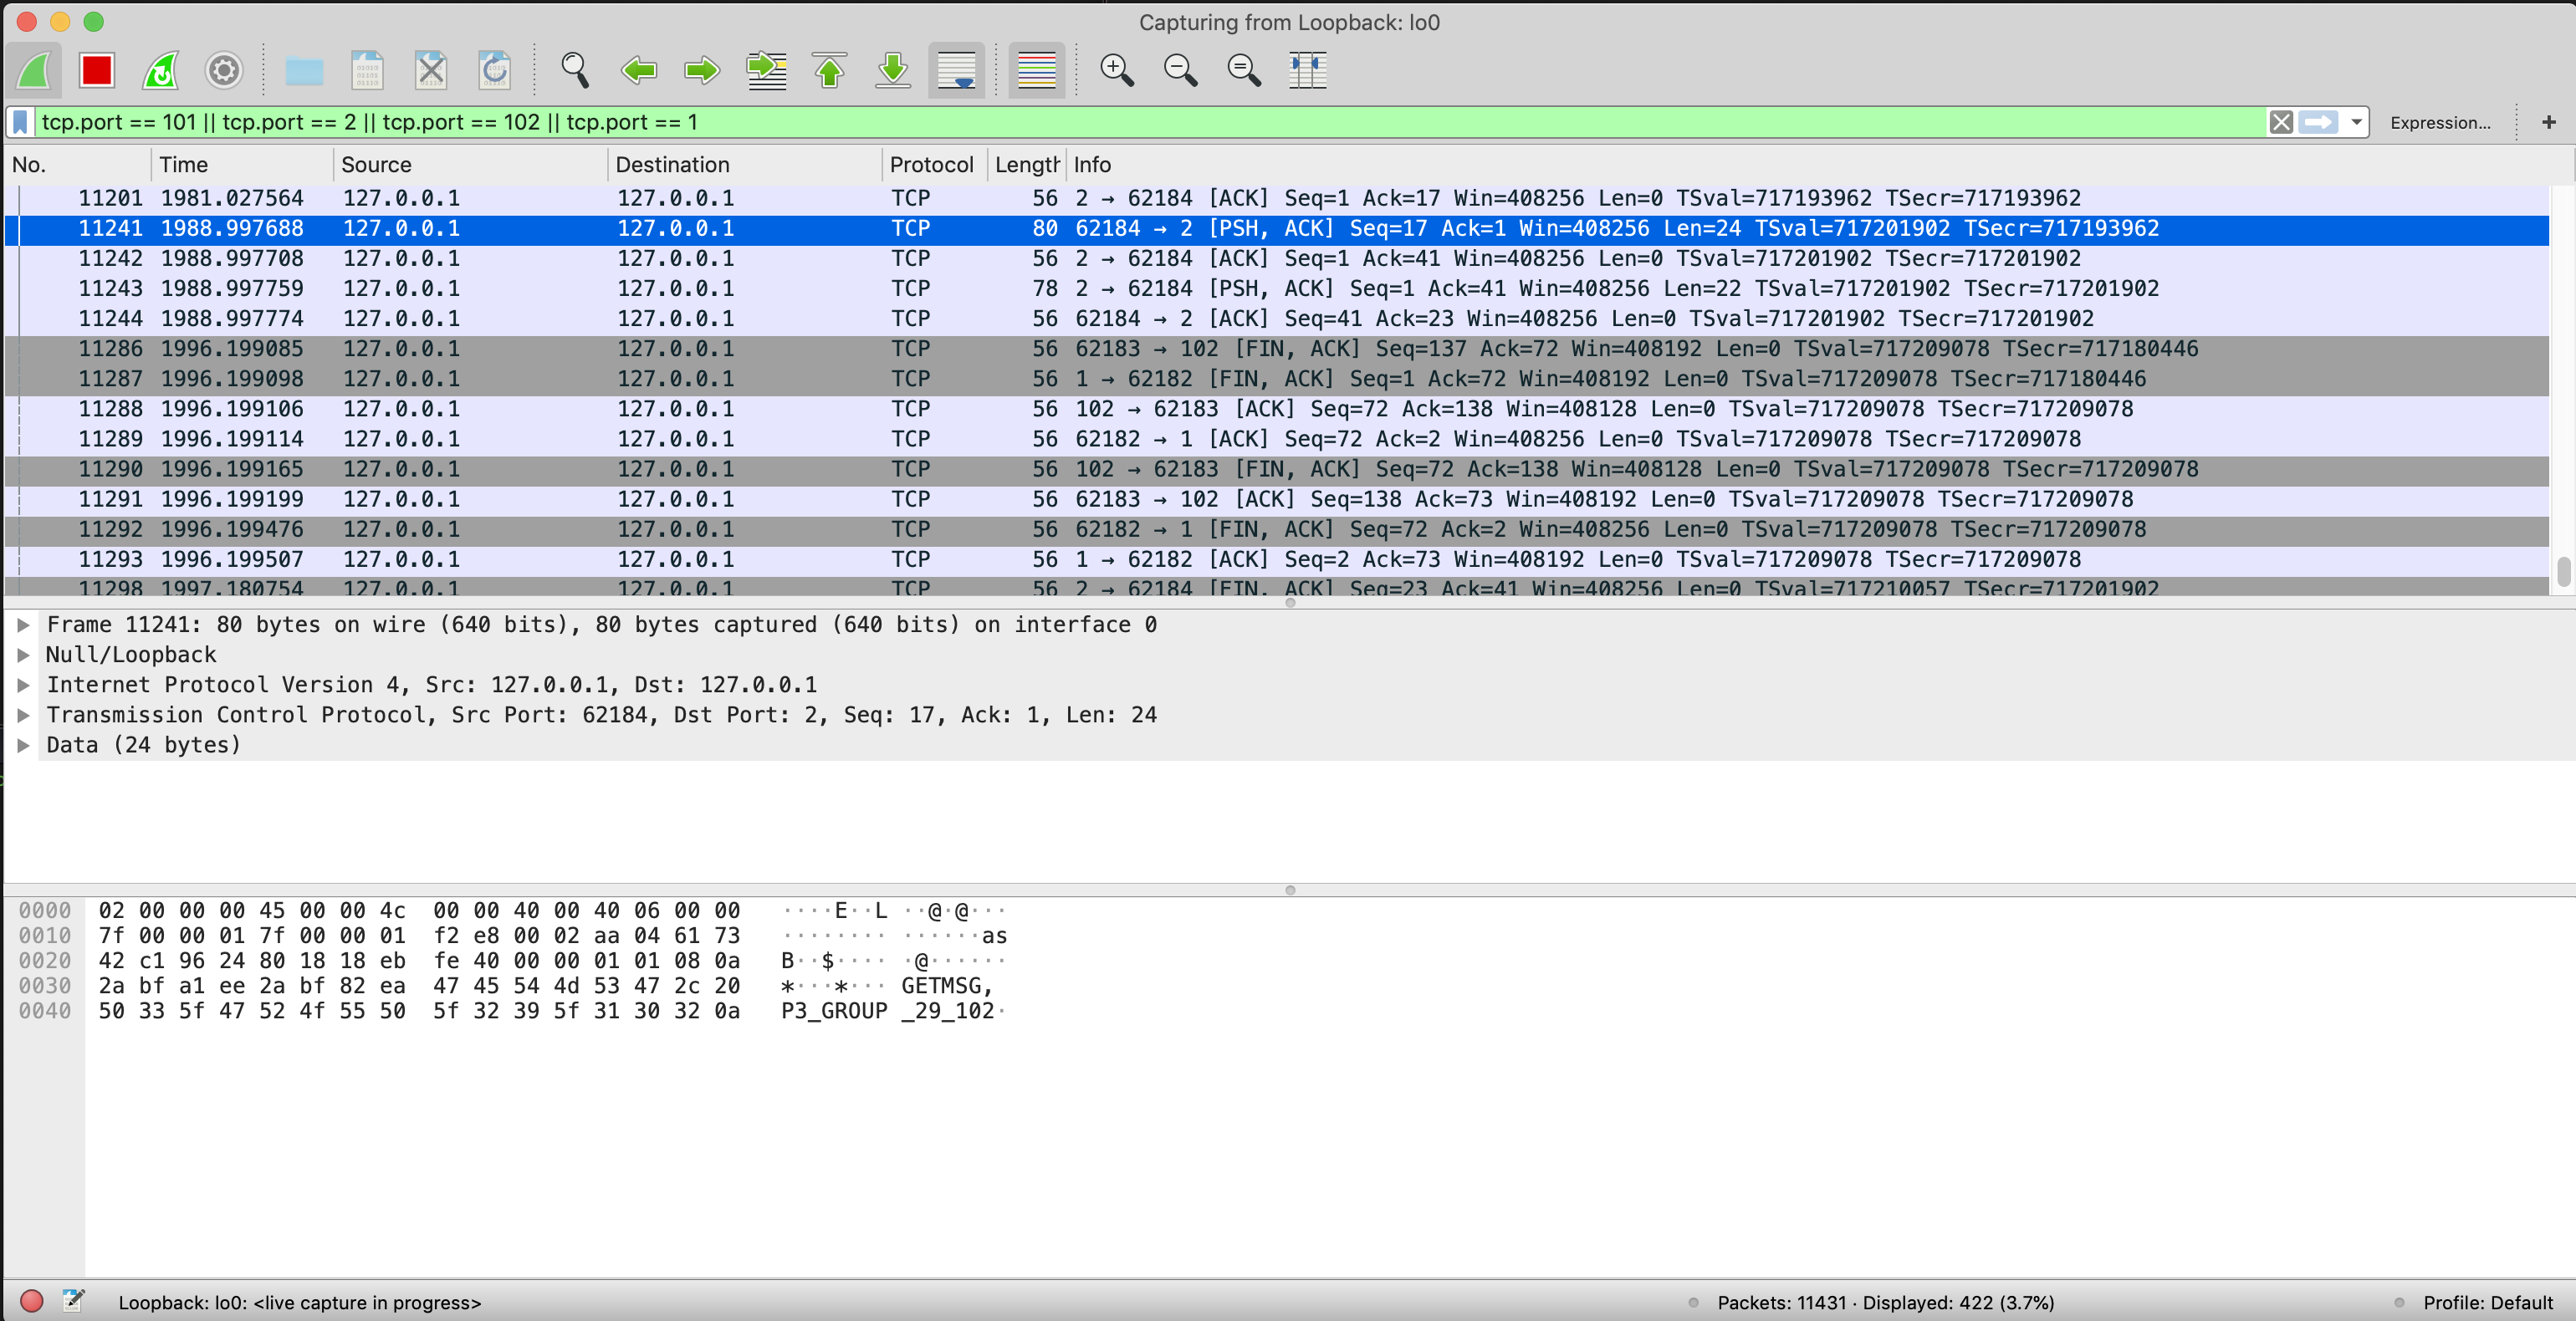 Capturing from Loopback: lo0
tcp.port == 101 || tcp.port == 2 || tcp.port == 102 || tcp.port == 1
Expression...
+
No. Time Source Destination Protocol Length Info
11201 1981.027564 127.0.0.1 127.0.0.1 TCP 56 2 → 62184 [ACK] Seq=1 Ack=17 Win=408256 Len=0 TSval=717193962 TSecr=717193962
11241 1988.997688 127.0.0.1 127.0.0.1 TCP 80 62184 → 2 [PSH, ACK] Seq=17 Ack=1 Win=408256 Len=24 TSval=717201902 TSecr=717193962
11242 1988.997708 127.0.0.1 127.0.0.1 TCP 56 2 → 62184 [ACK] Seq=1 Ack=41 Win=408256 Len=0 TSval=717201902 TSecr=717201902
11243 1988.997759 127.0.0.1 127.0.0.1 TCP 78 2 → 62184 [PSH, ACK] Seq=1 Ack=41 Win=408256 Len=22 TSval=717201902 TSecr=717201902
11244 1988.997774 127.0.0.1 127.0.0.1 TCP 56 62184 → 2 [ACK] Seq=41 Ack=23 Win=408256 Len=0 TSval=717201902 TSecr=717201902
11286 1996.199085 127.0.0.1 127.0.0.1 TCP 56 62183 → 102 [FIN, ACK] Seq=137 Ack=72 Win=408192 Len=0 TSval=717209078 TSecr=717180446
11287 1996.199098 127.0.0.1 127.0.0.1 TCP 56 1 → 62182 [FIN, ACK] Seq=1 Ack=72 Win=408192 Len=0 TSval=717209078 TSecr=717180446
11288 1996.199106 127.0.0.1 127.0.0.1 TCP 56 102 → 62183 [ACK] Seq=72 Ack=138 Win=408128 Len=0 TSval=717209078 TSecr=717209078
11289 1996.199114 127.0.0.1 127.0.0.1 TCP 56 62182 → 1 [ACK] Seq=72 Ack=2 Win=408256 Len=0 TSval=717209078 TSecr=717209078
11290 1996.199165 127.0.0.1 127.0.0.1 TCP 56 102 → 62183 [FIN, ACK] Seq=72 Ack=138 Win=408128 Len=0 TSval=717209078 TSecr=717209078
11291 1996.199199 127.0.0.1 127.0.0.1 TCP 56 62183 → 102 [ACK] Seq=138 Ack=73 Win=408192 Len=0 TSval=717209078 TSecr=717209078
11292 1996.199476 127.0.0.1 127.0.0.1 TCP 56 62182 → 1 [FIN, ACK] Seq=72 Ack=2 Win=408256 Len=0 TSval=717209078 TSecr=717209078
11293 1996.199507 127.0.0.1 127.0.0.1 TCP 56 1 → 62182 [ACK] Seq=2 Ack=73 Win=408192 Len=0 TSval=717209078 TSecr=717209078
11298 1997.180754 127.0.0.1 127.0.0.1 TCP 56 2 → 62184 [FIN, ACK] Seq=23 Ack=41 Win=408256 Len=0 TSval=717210057 TSecr=717201902
Frame 11241: 80 bytes on wire (640 bits), 80 bytes captured (640 bits) on interface 0
Null/Loopback
Internet Protocol Version 4, Src: 127.0.0.1, Dst: 127.0.0.1
Transmission Control Protocol, Src Port: 62184, Dst Port: 2, Seq: 17, Ack: 1, Len: 24
Data (24 bytes)
0000 02 00 00 00 45 00 00 4c 00 00 40 00 40 06 00 00 ····E··L ··@·@···
0010 7f 00 00 01 7f 00 00 01 f2 e8 00 02 aa 04 61 73 ········ ······as
0020 42 c1 96 24 80 18 18 eb fe 40 00 00 01 01 08 0a B··$···· ·@······
0030 2a bf a1 ee 2a bf 82 ea 47 45 54 4d 53 47 2c 20 *···*··· GETMSG,
0040 50 33 5f 47 52 4f 55 50 5f 32 39 5f 31 30 32 0a P3_GROUP _29_102·
Loopback: lo0: <live capture in progress>
Packets: 11431 · Displayed: 422 (3.7%)
Profile: Default